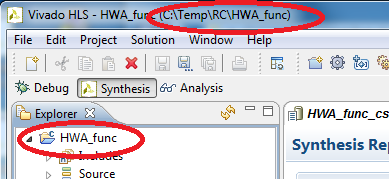 Vivado HLS - HWA_func (C:\Temp\RC\HWA_func)
File Edit Project Solution Window Help
Debug Synthesis Analysis
Explorer
HWA_func_cs
HWA_func
Includes
Synthesis Rep
Source